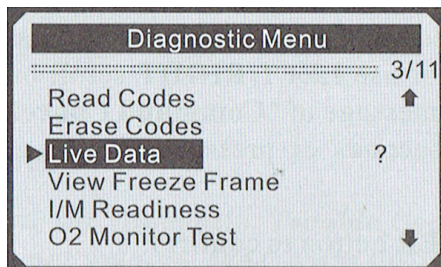 Diagnostic Menu
3/11
Read Codes
Erase Codes
Live Data ?
View Freeze Frame
I/M Readiness
O2 Monitor Test